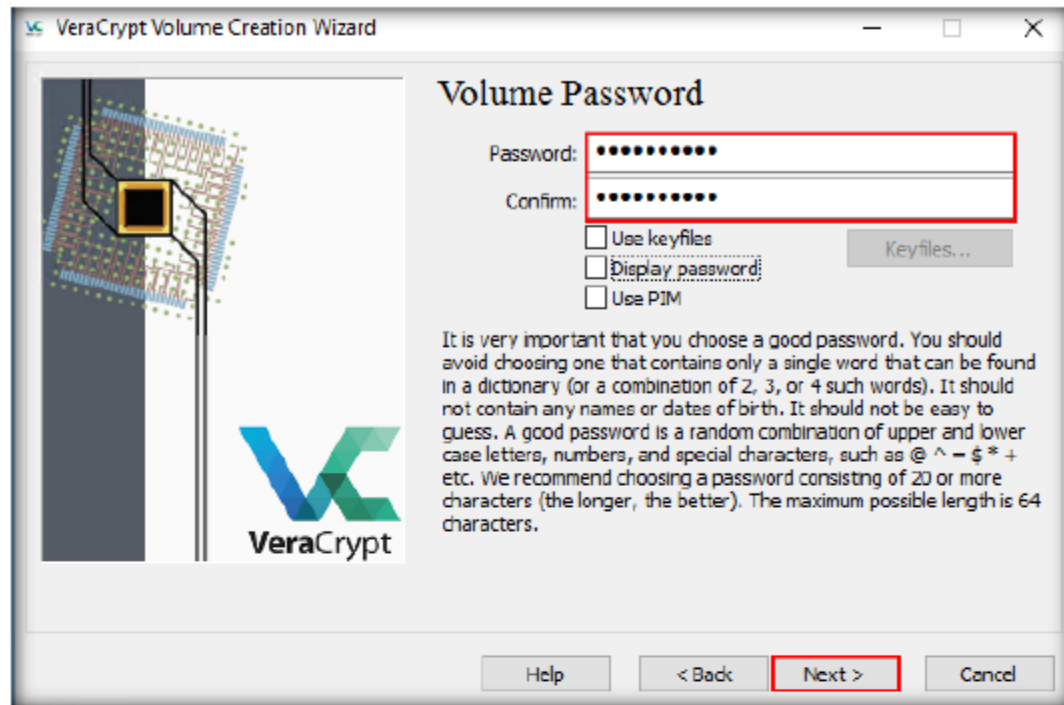 VeraCrypt Volume Creation Wizard
Volume Password
Password: ●●●●●●●●●●
Confirm: ●●●●●●●●●●
Use keyfiles
Keyfiles...
Display password
Use PIM
It is very important that you choose a good password. You should
avoid choosing one that contains only a single word that can be found
in a dictionary (or a combination of 2, 3, or 4 such words). It should
not contain any names or dates of birth. It should not be easy to
guess. A good password is a random combination of upper and lower
case letters, numbers, and special characters, such as @ ^ = $ * +
etc. We recommend choosing a password consisting of 20 or more
characters (the longer, the better). The maximum possible length is 64
characters.
VeraCrypt
Help
< Back
Next >
Cancel